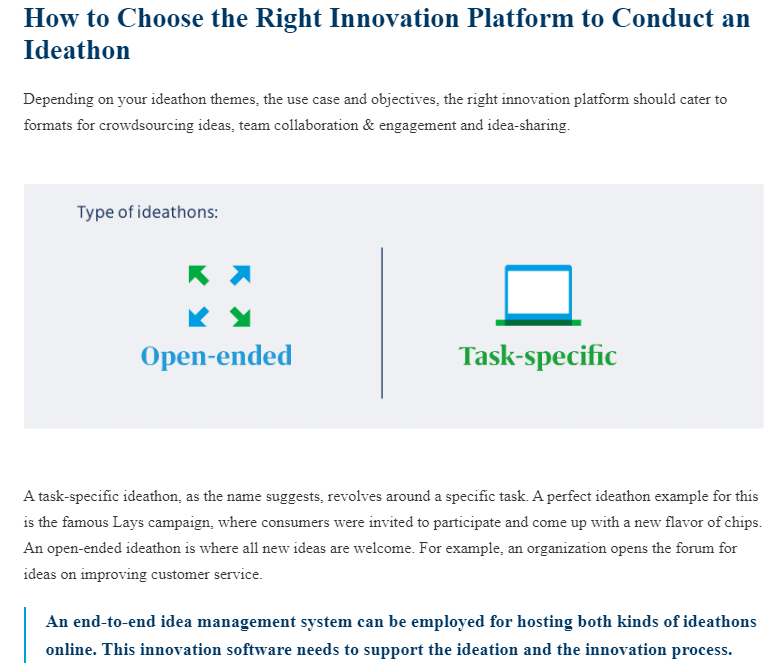 How to Choose the Right Innovation Platform to Conduct an
Ideathon
Depending on your ideathon themes, the use case and objectives, the right innovation platform should cater to
formats for crowdsourcing ideas, team collaboration & engagement and idea-sharing.
Type of ideathons:
Open-ended
Task-specific
A task-specific ideathon, as the name suggests, revolves around a specific task. A perfect ideathon example for this
is the famous Lays campaign, where consumers were invited to participate and come up with a new flavor of chips.
An open-ended ideathon is where all new ideas are welcome. For example, an organization opens the forum for
ideas on improving customer service.
An end-to-end idea management system can be employed for hosting both kinds of ideathons
online. This innovation software needs to support the ideation and the innovation process.